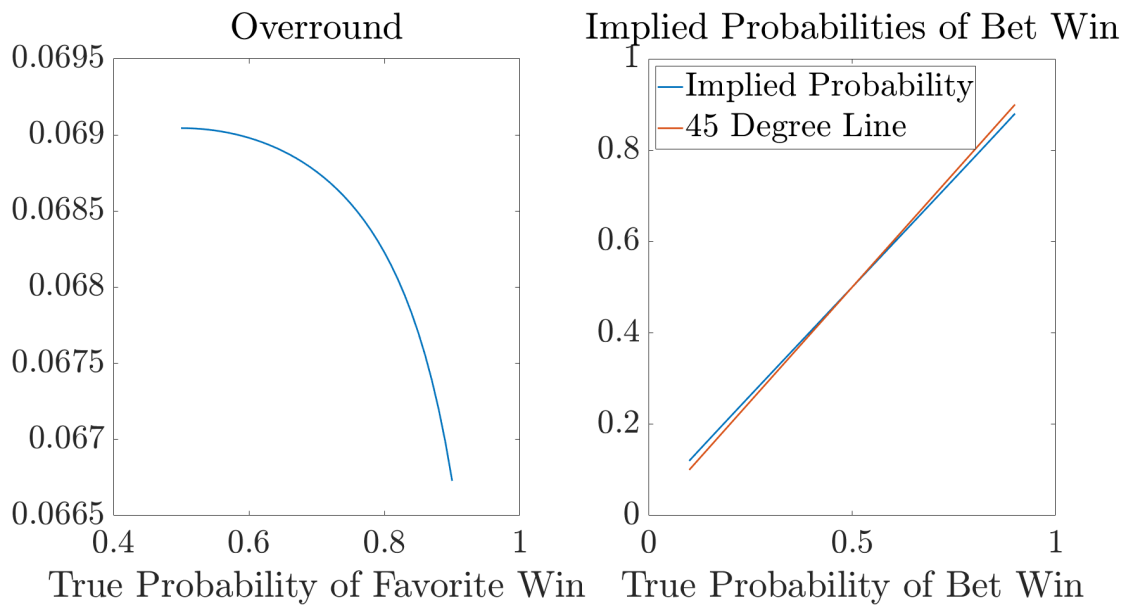 Overround
0.0695
0.069
0.0685
0.068
0.0675
0.067
0.0665
0.4 0.6 0.8 1
True Probability of Favorite Win
Implied Probabilities of Bet Win
1
Implied Probability
45 Degree Line
0.8
0.6
0.4
0.2
0
0 0.5 1
True Probability of Bet Win